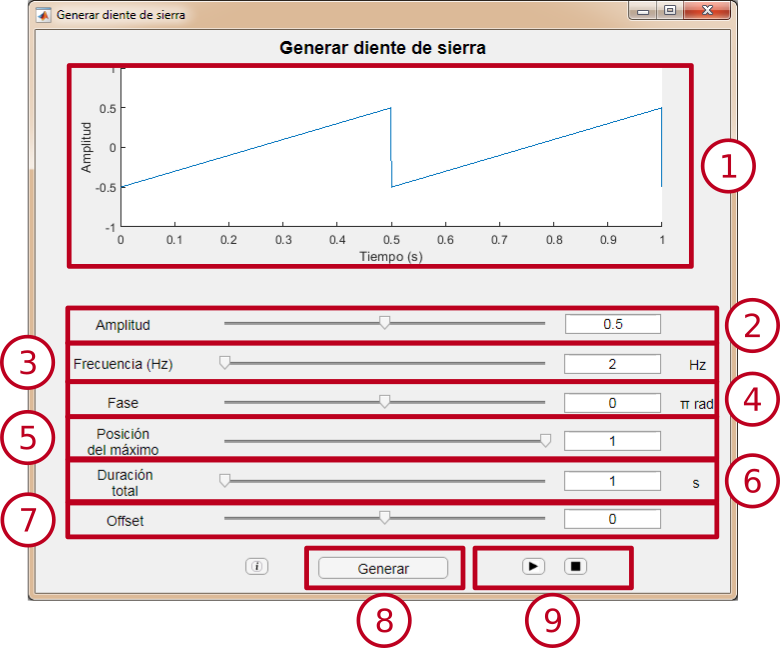 Generar diente de sierra
Generar diente de sierra
1
0.5
0
-0.5
-1
Amplitud
0 0.1 0.2 0.3 0.4 0.5 0.6 0.7 0.8 0.9 1
Tiempo (s)
1
Amplitud 0.5
2
3
Frecuencia (Hz) 2 Hz
Fase 0 π rad
4
5
Posición
del máximo 1
Duración
total 1 s
6
7
Offset 0
i Generar
8 9